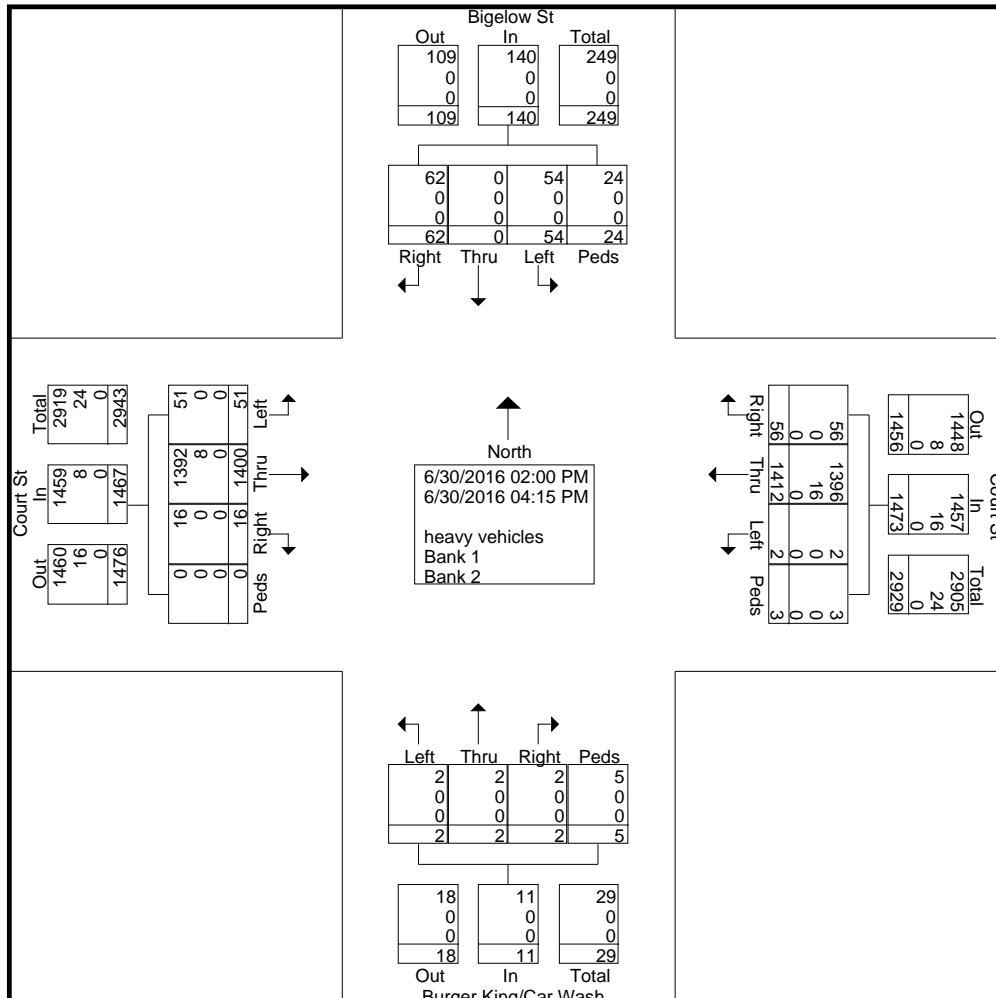 Bigelow St
Out In Total
109 140 249
0 0 0
0 0 0
109 140 249
62 0 54 24
0 0 0 0
0 0 0 0
62 0 54 24
Right Thru Left Peds
Court St
Total In Out
2919 1459 1460
24 8 16
0 0 0
2943 1467 1476
51 1392 16 0
0 8 0 0
0 0 0 0
51 1400 16 0
Left Thru Right Peds
North
6/30/2016 02:00 PM
6/30/2016 04:15 PM
heavy vehicles
Bank 1
Bank 2
Right Thru Left Peds
56 1396 2 3
0 16 0 0
0 0 0 0
56 1412 2 3
Court St
Out In Total
1448 1457 2905
8 16 24
0 0 0
1456 1473 2929
Left Thru Right Peds
2 2 2 5
0 0 0 0
0 0 0 0
2 2 2 5
18 11 29
0 0 0
0 0 0
18 11 29
Out In Total
Burger King/Car Wash